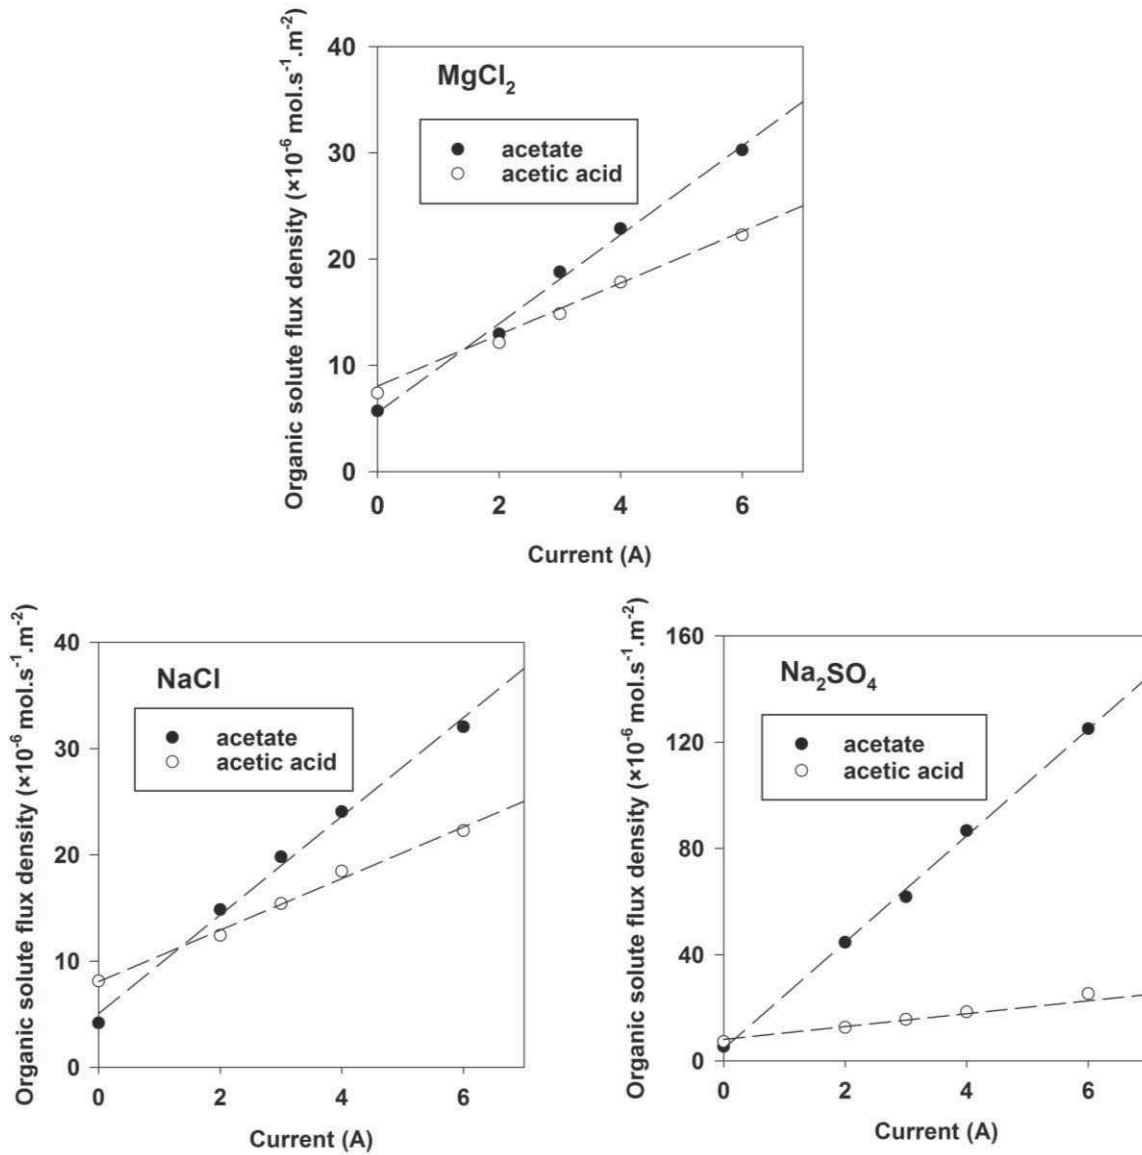 Organic solute flux density (×10⁻⁶ mol.s⁻¹.m⁻²)
MgCl₂
acetate
acetic acid
40
30
20
10
0
0 2 4 6
Current (A)
Organic solute flux density (×10⁻⁶ mol.s⁻¹.m⁻²)
NaCl
acetate
acetic acid
40
30
20
10
0
0 2 4 6
Current (A)
Organic solute flux density (×10⁻⁶ mol.s⁻¹.m⁻²)
Na₂SO₄
acetate
acetic acid
160
120
80
40
0
0 2 4 6
Current (A)